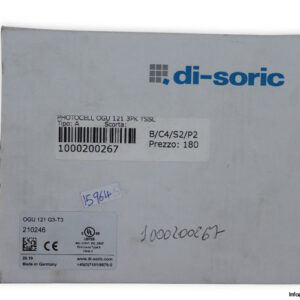 di-soric
PHOTOCELL OGU 121 3PK TSSL
Tipo: A Scorta:
B/C4/S2/P2
1000200267
Prezzo: 180
OGU 121 G3-T3
210246
Made in Germany
www.di-soric.com
1000200267